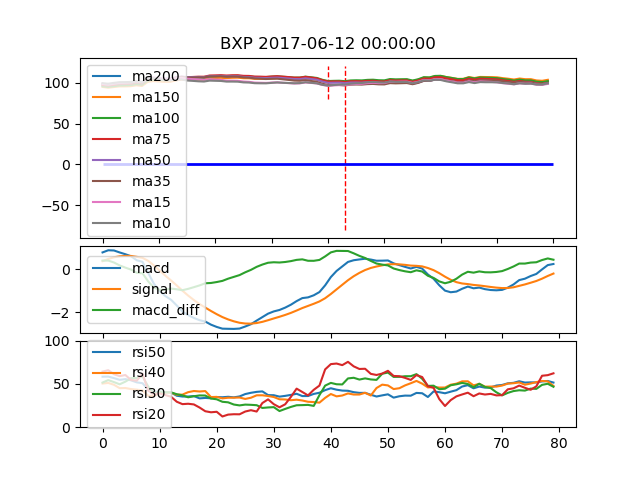 BXP 2017-06-12 00:00:00
100
50
0
−50
ma200
ma150
ma100
ma75
ma50
ma35
ma15
ma10
0
−2
macd
signal
macd_diff
100
50
0
rsi50
rsi40
rsi30
rsi20
0 10 20 30 40 50 60 70 80